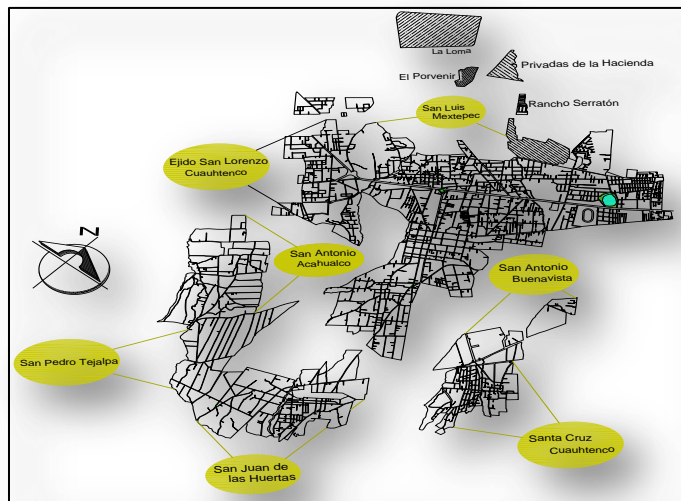 La Loma
El Porvenir
Privadas de la Hacienda
San Luis
Mextepec
Rancho Serratón
Ejido San Lorenzo
Cuauhtenco
N
San Antonio
Acahualco
San Antonio
Buenavista
San Pedro Tejalpa
Santa Cruz
Cuauhtenco
San Juan de
las Huertas